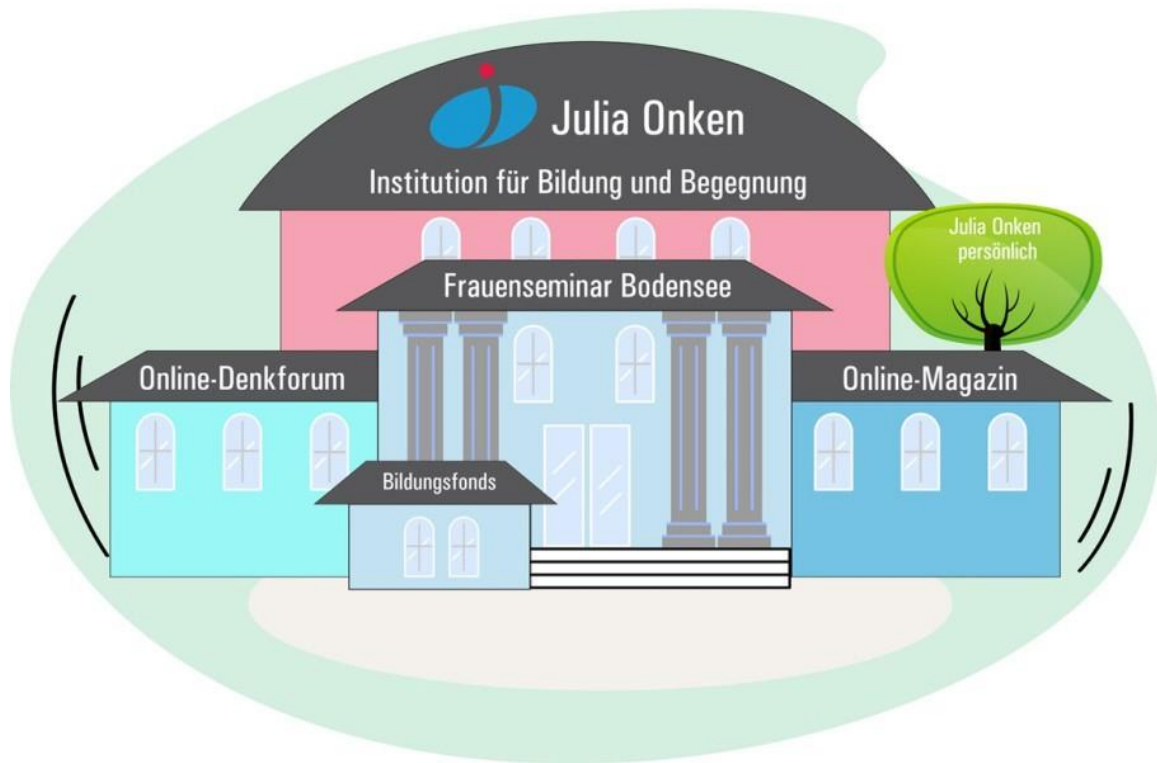 Julia Onken
Institution für Bildung und Begegnung
Julia Onken
persönlich
Frauenseminar Bodensee
Online-Denkforum
Online-Magazin
Bildungsfonds